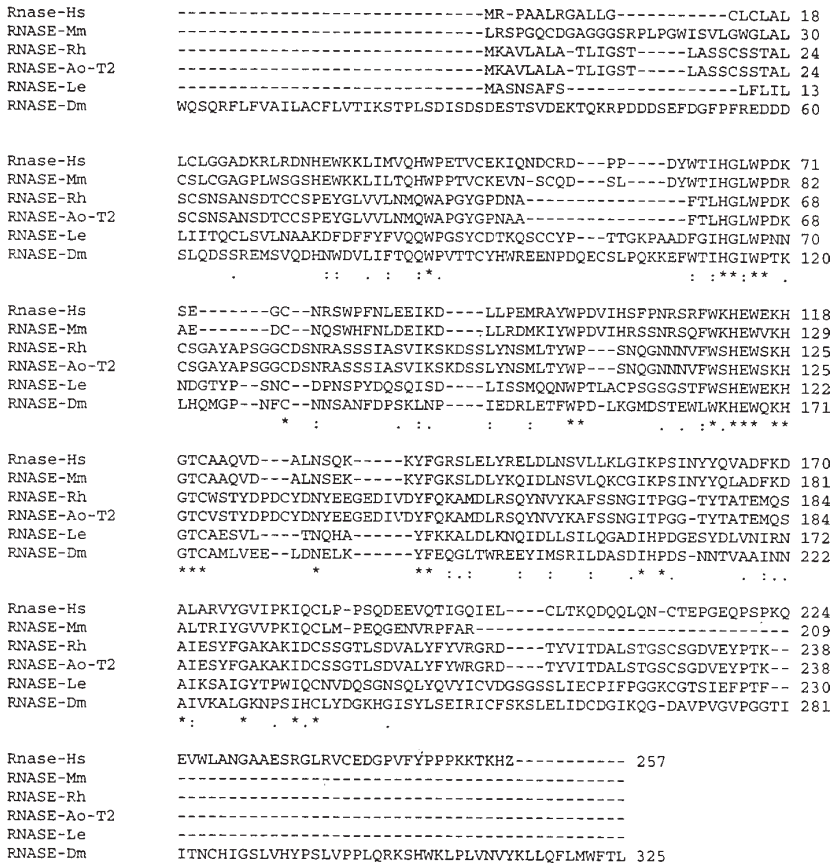 Rnase-Hs -------------------------------MR-PAALRGALLG-----------CLCLAL 18
RNASE-Mm -------------------------------LRSPGQCDGAGGGSRPLPGWISVLGWGLAL 30
RNASE-Rh -------------------------------MKAVLALA-TLIGST-----LASSCSSTAL 24
RNASE-Ao-T2 -------------------------------MKAVLALA-TLIGST-----LASSCSSTAL 24
RNASE-Le -------------------------------MASNSAFS-----------------LFLIL 13
RNASE-Dm WQSQRFLFVAILACFLVTIKSTPLSDISDSDESTSVDEKTQKRPDDDSEFDGFPFREDDD 60
Rnase-Hs LCLGGADKRLRDNHEWKKLIMVQHWPETVCEKIQNDCRD---PP----DYWTIHGLWPDK 71
RNASE-Mm CSLCGAGPLWSGSHEWKKLILTQHWPPTVCKEVN-SCQD---SL----DYWTIHGLWPDR 82
RNASE-Rh SCSNSANSDTCCSPEYGLVVLNMQWAPGYGPDNA--------------FTLHGLWPDK 68
RNASE-Ao-T2 SCSNSANSDTCCSPEYGLVVLNMQWAPGYGPNAA--------------FTLHGLWPDK 68
RNASE-Le LIITQCLSVLNAAKDFDFFYFVQQWPGSYCDTKQSCCYP---TTGKPAADFGIHGLWPNN 70
RNASE-Dm SLQDSSREMSVQDHNWDVLIFTQQWPVTTCYHWREENPDQECSLPQKKEFWTIHGIWPTK 120
. :: . : *. : :**:** .
Rnase-Hs SE-------GC--NRSWPFNLEEIKD----LLPEMRAYWPDVIHSFPNRSRFWKHEWEKH 118
RNASE-Mm AE-------DC--NQSWHFNLDEIKD----LLRDMKIYWPDVIHRSSNRSQFWKHEWVKH 129
RNASE-Rh CSGAYAPSGGCDSNRASSSIASVIKSKDSSLYNSMLTYWP---SNQGNNNVFWSHEWSKH 125
RNASE-Ao-T2 CSGAYAPSGGCDSNRASSSIASVIKSKDSSLYNSMLTYWP---SNQGNNNVFWSHEWSKH 125
RNASE-Le NDGTYP--SNC--DPNSPYDQSQISD----LISSMQQNWPTLACPSGSGSTFWSHEWEKH 122
RNASE-Dm LHQMGP--NFC--NNSANFDPSKLNP----IEDRLETFWPD-LKGMDSTEWLWKHEWQKH 171
* : . :. : ** . . :*.*** **
Rnase-Hs GTCAAQVD---ALNSQK------KYFGRSLELYRELDLNSVLLKLGIKPSINYYQVADFKD 170
RNASE-Mm GTCAAQVD---ALNSEK------KYFGKSLDLYKQIDLNSVLQKCGIKPSINYYQLADFKD 181
RNASE-Rh GTCWSTYDPDCYDNYEEGEDIVDYFQKAMDLRSQYNVYKAFSSNGITPGG-TYTATEMQS 184
RNASE-Ao-T2 GTCVSTYDPDCYDNYEEGEDIVDYFQKAMDLRSQYNVYKAFSSNGITPGG-TYTATEMQS 184
RNASE-Le GTCAESVL---TNQHA------YFKKALDLKNQIDLLSILQGADIHPDGESYDLVNIRN 172
RNASE-Dm GTCAMLVEE--LDNELK-----YFEQGLTWREEYIMSRILDASDIHPDS-NNTVAAINN 222
*** * ** :.: : : * * . . :..
Rnase-Hs ALARVYGVIPKIQCLP-PSQDEEVQTIGQIEL----CLTKQDQQLQN-CTEPGEQPSPKQ 224
RNASE-Mm ALTRIYGVVPKIQCLM-PEQGENVRPFAR------------------------------- 209
RNASE-Rh AIESYFGAKAKIDCSSGTLSDVALYFYVRGRD----TYVITDALSTGSCSGDVEYPTK-- 238
RNASE-Ao-T2 AIESYFGAKAKIDCSSGTLSDVALYFYWRGRD----TYVITDALSTGSCSGDVEYPTK-- 238
RNASE-Le AIKSAIGYTPWIQCNVDQSGNSQLYQVYICVDGSGSSLIECPIFPGGKCGTSIEFPTF-- 230
RNASE-Dm AIVKALGKNPSIHCLYDGKHGISYLSEIRICFSKSLELIDCDGIKQG-DAVPVGVPGGTI 281
*: * . *.* .
Rnase-Hs EVWLANGAAESRGLRVCEDGPVFYPPPKKTKHZ----------- 257
RNASE-Mm --------------------------------------------
RNASE-Rh --------------------------------------------
RNASE-Ao-T2 --------------------------------------------
RNASE-Le --------------------------------------------
RNASE-Dm ITNCHIGSLVHYPSLVPPLQRKSHWKLPLVNVYKLLQFLMWFTL 325